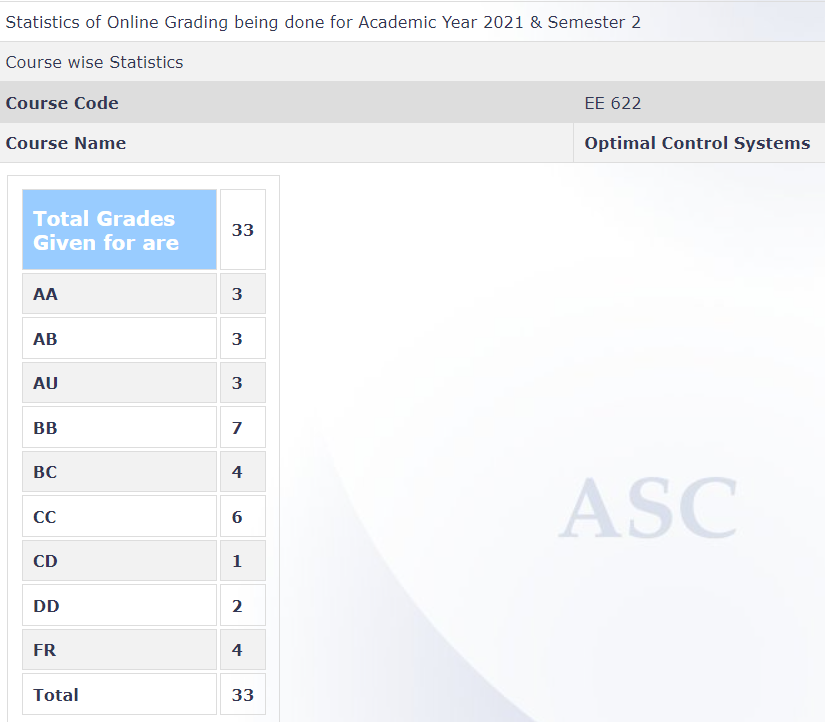 Statistics of Online Grading being done for Academic Year 2021 & Semester 2
Course wise Statistics
Course Code EE 622
Course Name Optimal Control Systems
Total Grades
Given for are 33
AA 3
AB 3
AU 3
BB 7
BC 4
CC 6
CD 1
DD 2
FR 4
Total 33
ASC